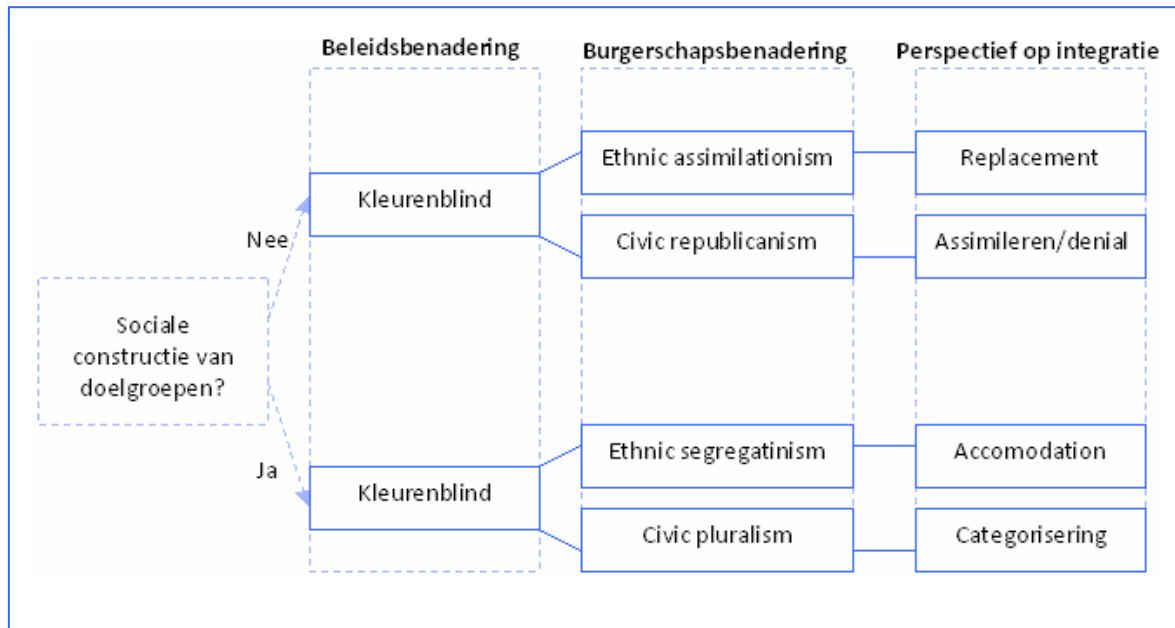 Beleidsbenadering
Burgerschapsbenadering
Perspectief op integratie
Ethnic assimilationism
Replacement
Kleurenblind
Nee
Civic republicanism
Assimileren/denial
Sociale
constructie van
doelgroepen?
Ja
Ethnic segregatinism
Accomodation
Kleurenblind
Civic pluralism
Categorisering